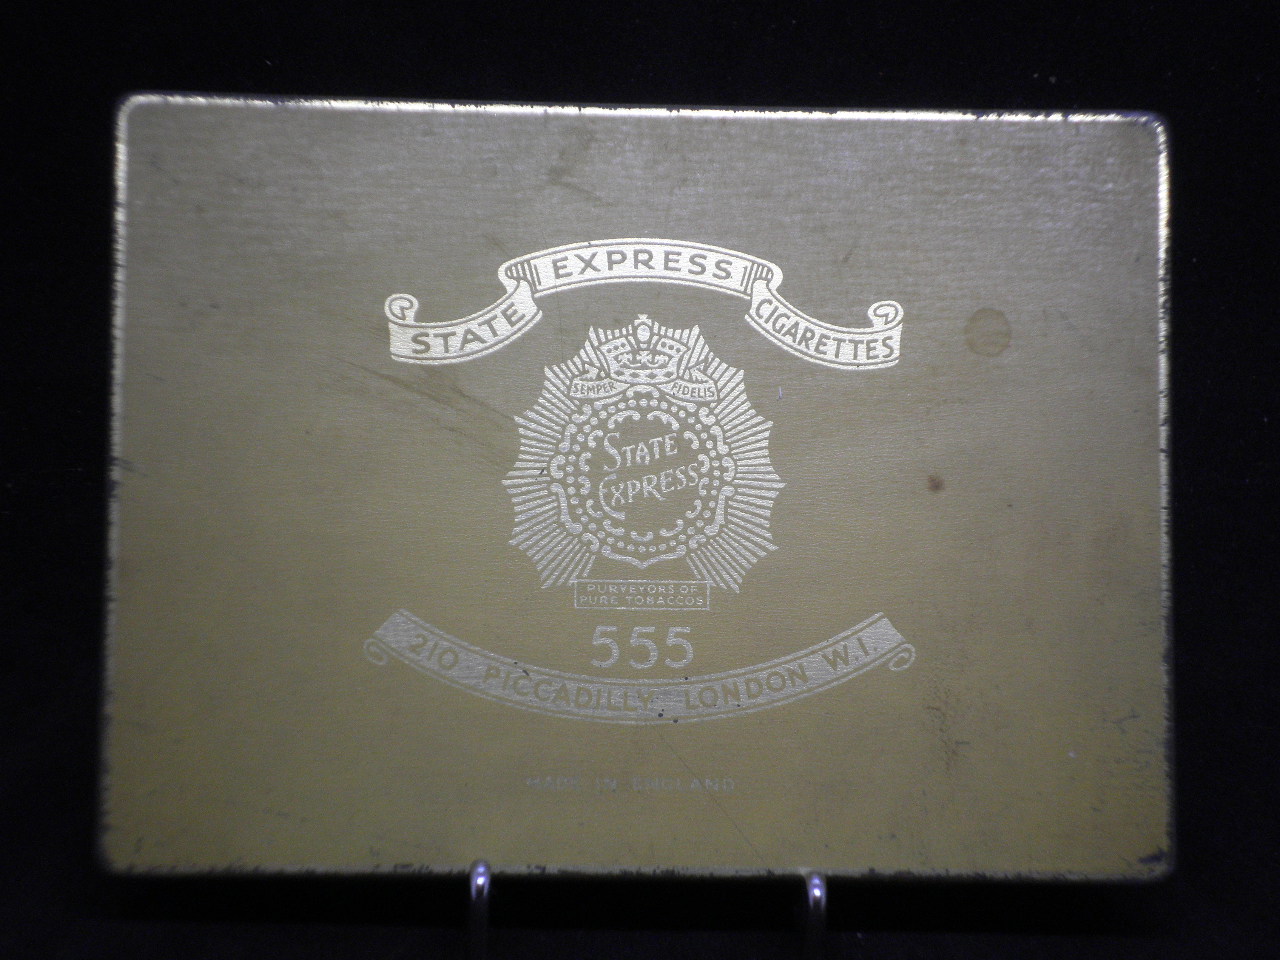 STATE EXPRESS CIGARETTES
SEMPER FIDELIS
STATE
EXPRESS
PURVEYORS OF
PURE TOBACCOS
555
210 PICCADILLY LONDON W.1.
MADE IN ENGLAND